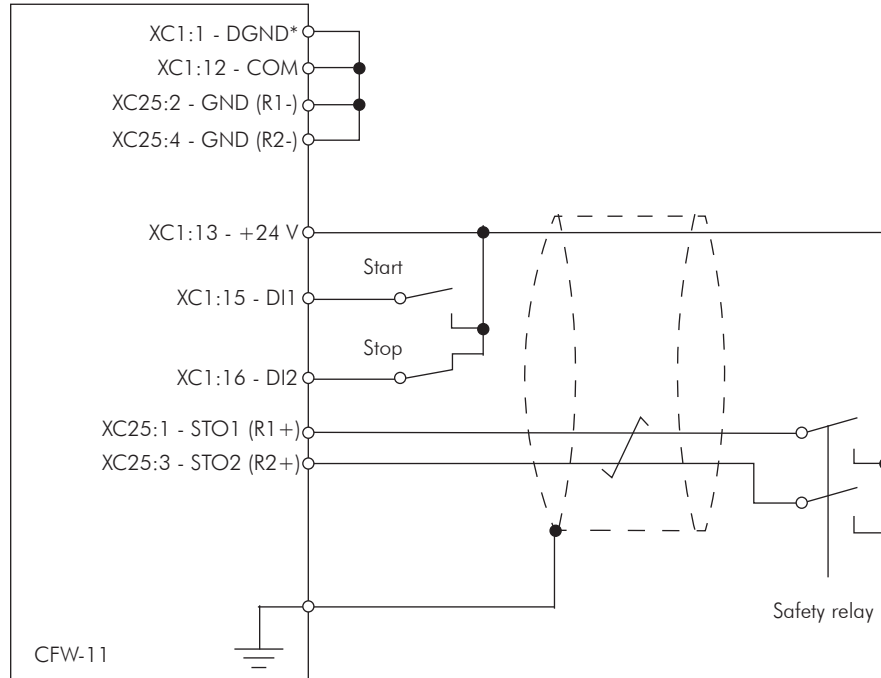 XC1:1 - DGND*
XC1:12 - COM
XC25:2 - GND (R1-)
XC25:4 - GND (R2-)
XC1:13 - +24 V
Start
XC1:15 - DI1
Stop
XC1:16 - DI2
XC25:1 - STO1 (R1+)
XC25:3 - STO2 (R2+)
Safety relay
CFW-11